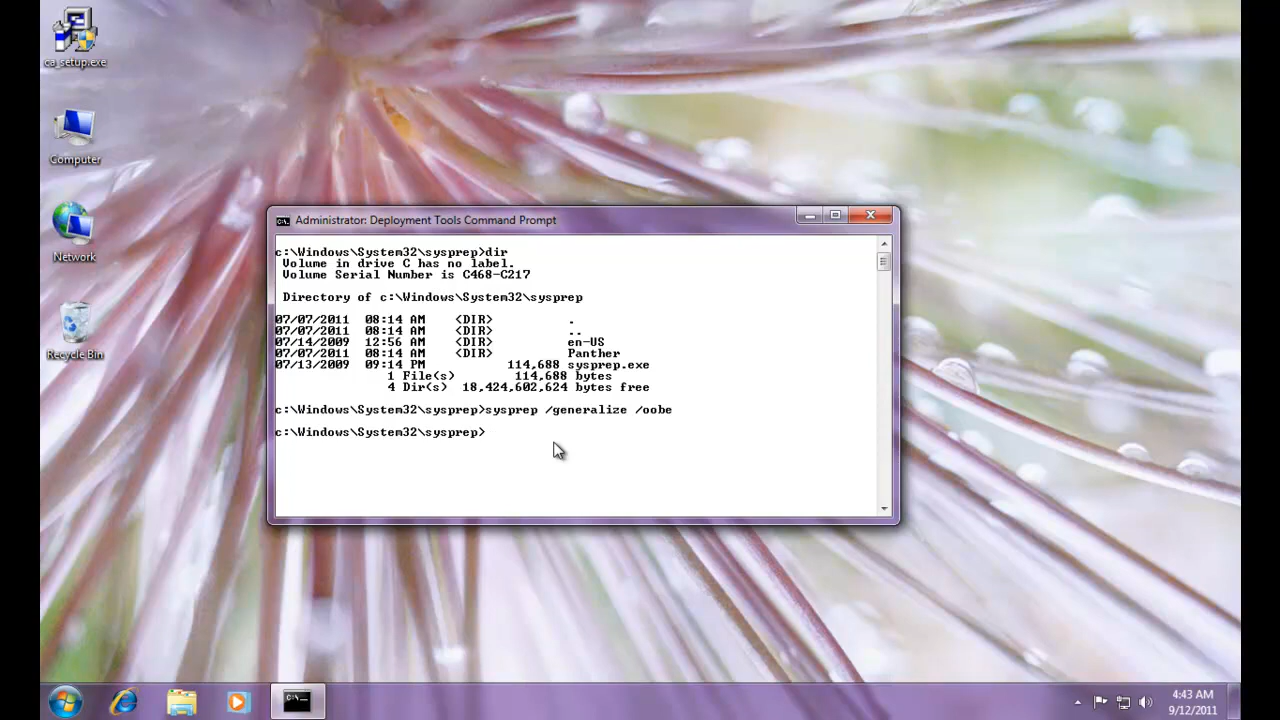 ca_setup.exe
Computer
Network
Recycle Bin
Administrator: Deployment Tools Command Prompt
c:\Windows\System32\sysprep>dir
Volume in drive C has no label.
Volume Serial Number is C468-C217
Directory of c:\Windows\System32\sysprep
07/07/2011 08:14 AM <DIR> .
07/07/2011 08:14 AM <DIR> ..
07/14/2009 12:56 AM <DIR> en-US
07/07/2011 08:14 AM <DIR> Panther
07/13/2009 09:14 PM 114,688 sysprep.exe
1 File(s) 114,688 bytes
4 Dir(s) 18,424,602,624 bytes free
c:\Windows\System32\sysprep>sysprep /generalize /oobe
c:\Windows\System32\sysprep>
4:43 AM
9/12/2011